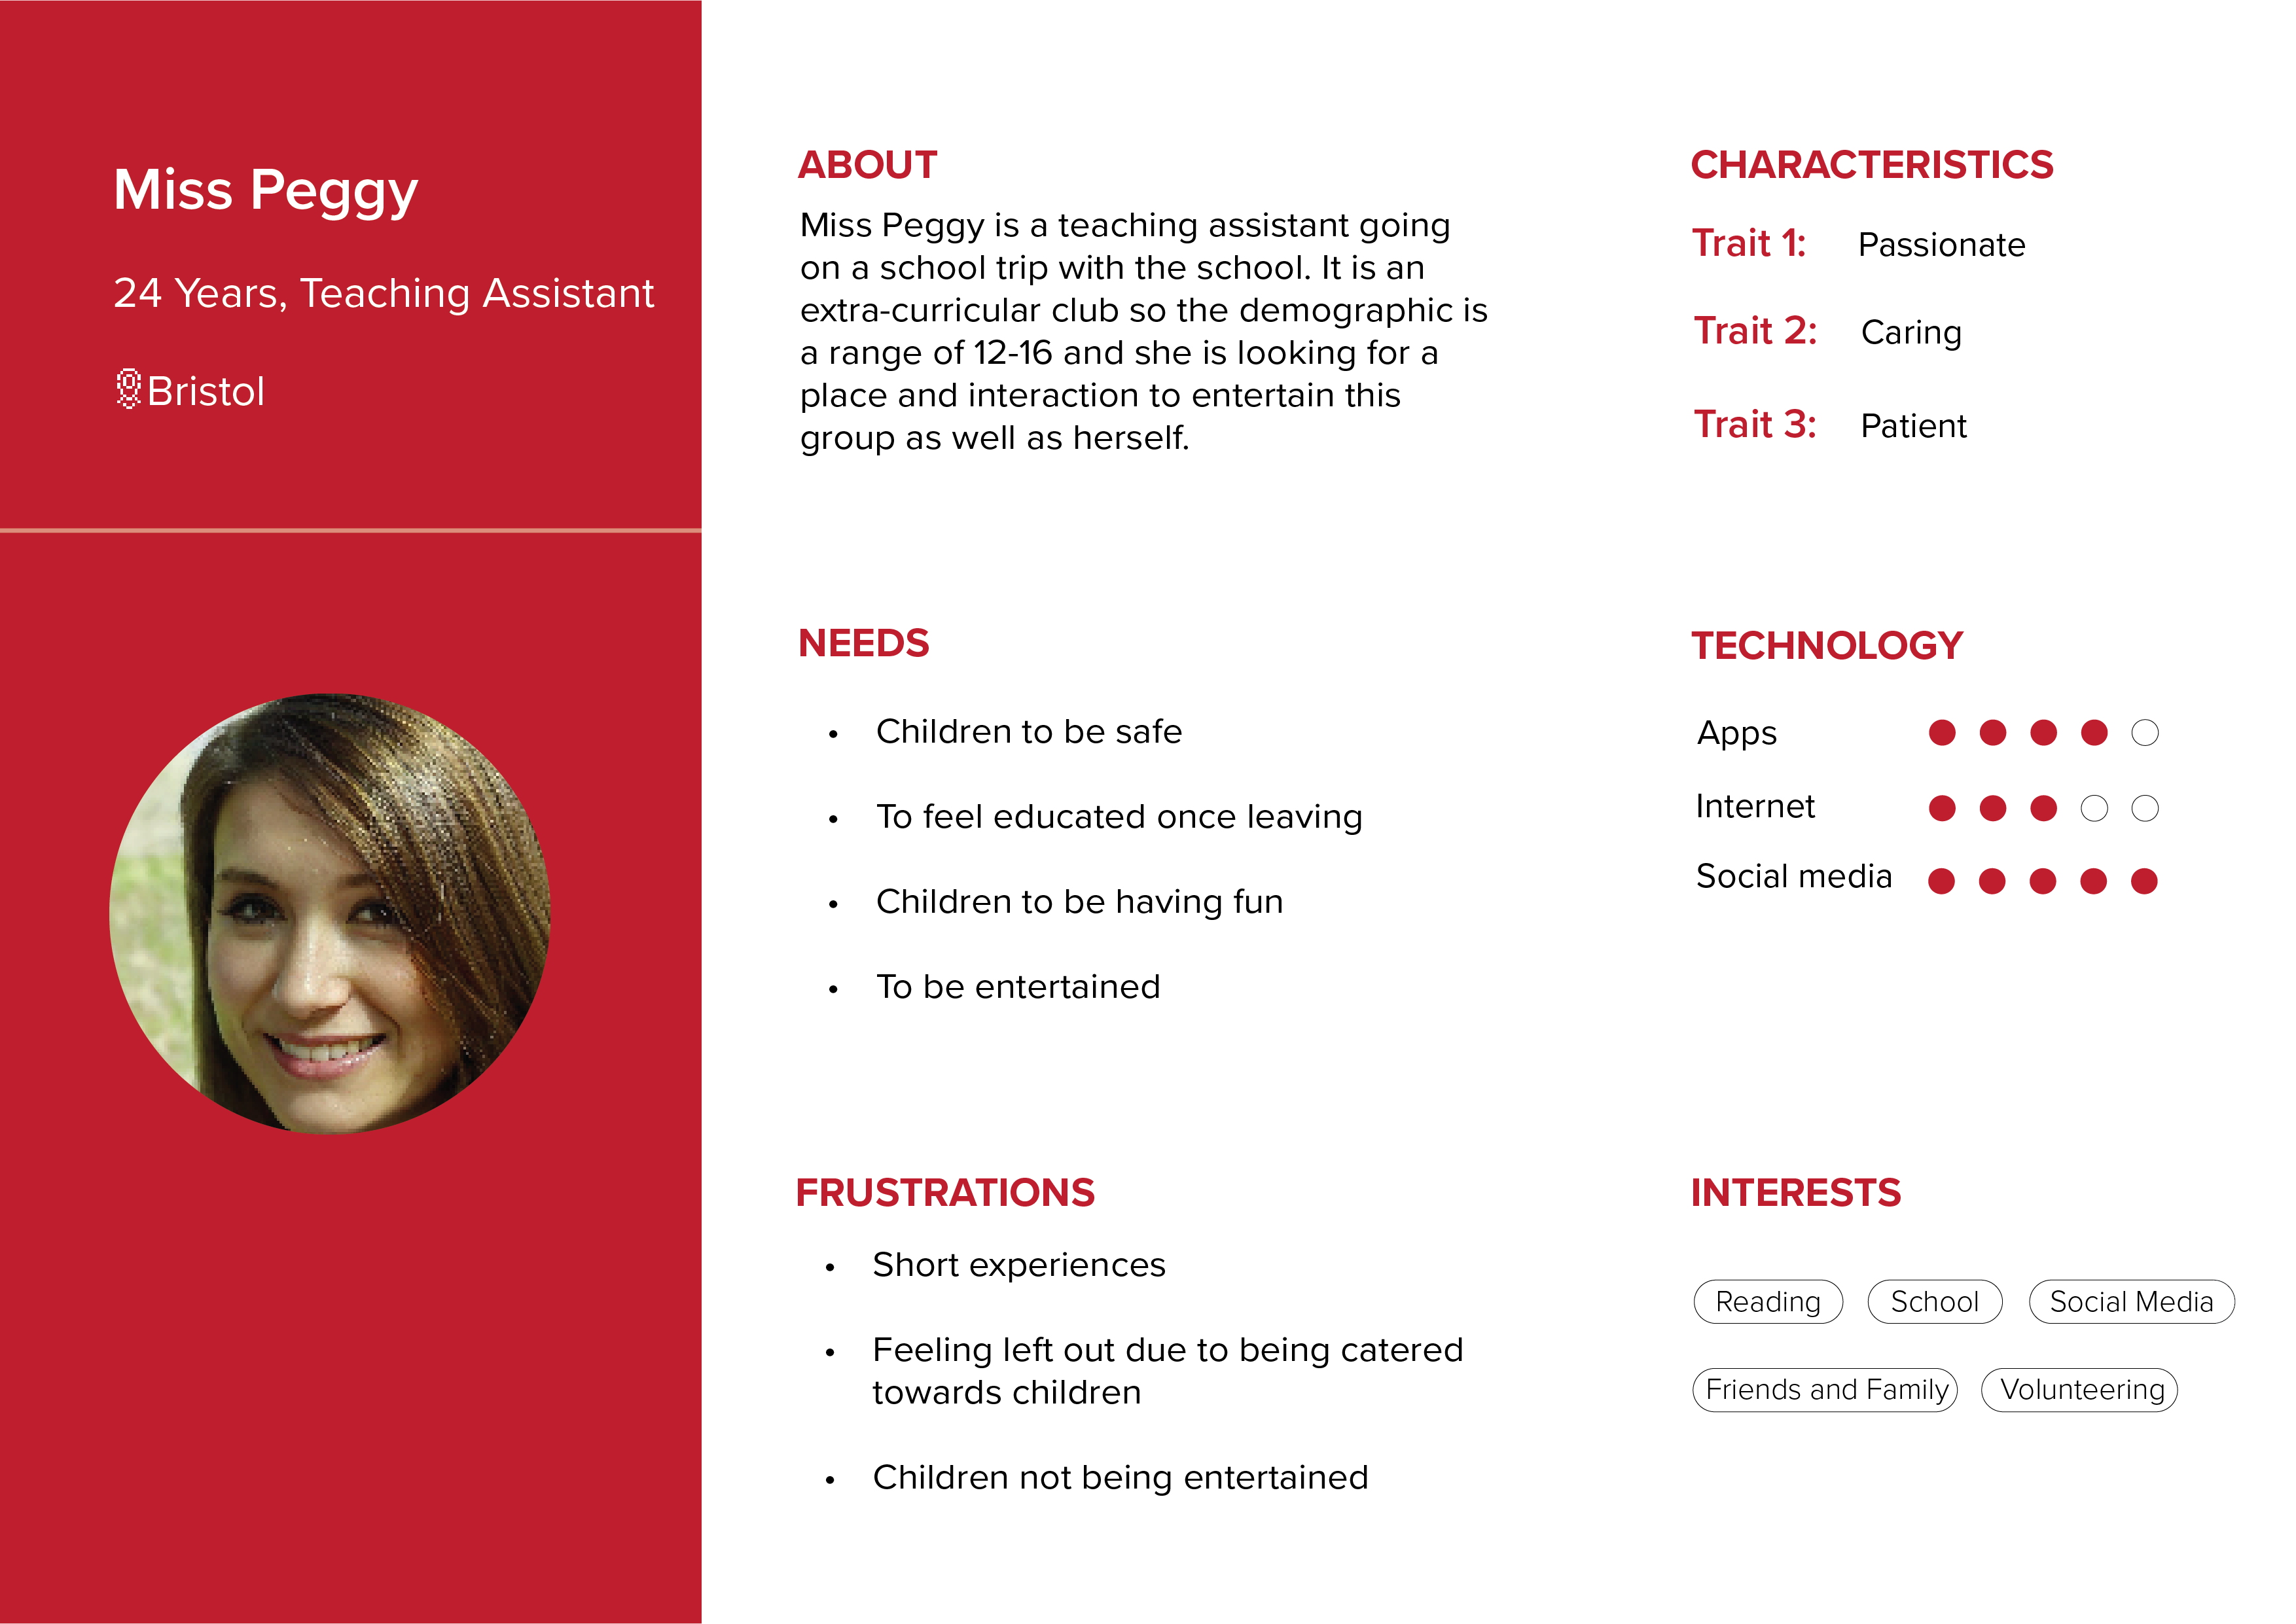 Miss Peggy
24 Years, Teaching Assistant
Bristol
ABOUT
Miss Peggy is a teaching assistant going
on a school trip with the school. It is an
extra-curricular club so the demographic is
a range of 12-16 and she is looking for a
place and interaction to entertain this
group as well as herself.
NEEDS
• Children to be safe
• To feel educated once leaving
• Children to be having fun
• To be entertained
FRUSTRATIONS
• Short experiences
• Feeling left out due to being catered
towards children
• Children not being entertained
CHARACTERISTICS
Trait 1: Passionate
Trait 2: Caring
Trait 3: Patient
TECHNOLOGY
Apps
Internet
Social media
INTERESTS
Reading School Social Media
Friends and Family Volunteering